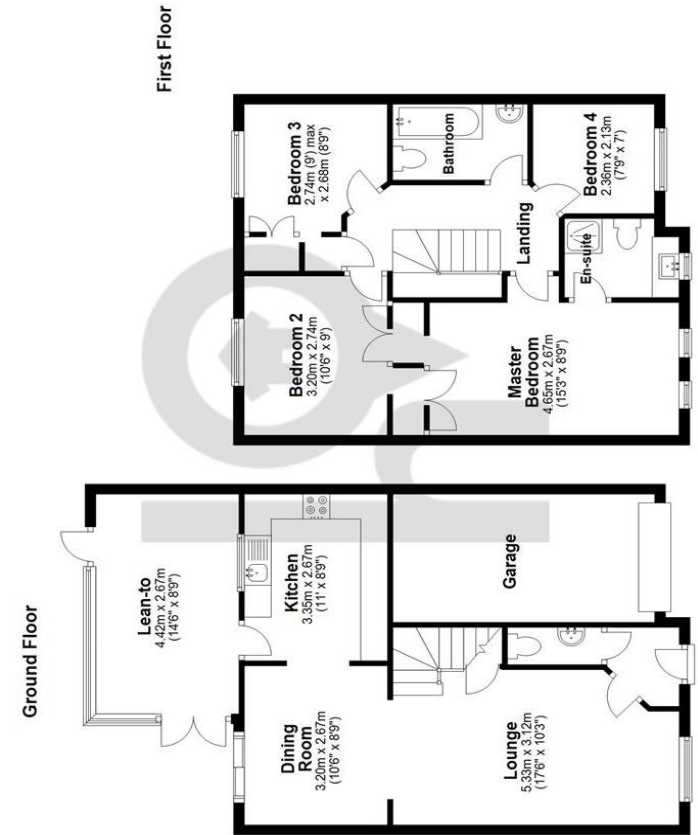 Ground Floor
Lean-to
4.42m x 2.67m
(14'6" x 8'9")
Kitchen
3.35m x 2.67m
(11' x 8'9")
Dining
Room
3.20m x 2.67m
(10'6" x 8'9")
Garage
Lounge
5.33m x 3.12m
(17'6" x 10'3")
First Floor
Bedroom 3
2.74m (9') max
x 2.68m (8'9")
Bathroom
Bedroom 4
2.36m x 2.13m
(7'9" x 7')
Landing
En-suite
Bedroom 2
3.20m x 2.74m
(10'6" x 9')
Master
Bedroom
4.65m x 2.67m
(15'3" x 8'9")